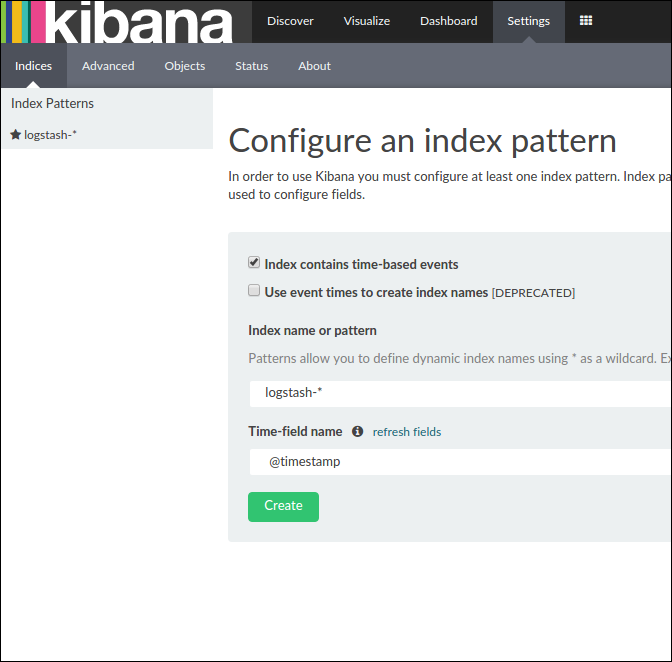 kibana
Discover Visualize Dashboard Settings
Indices Advanced Objects Status About
Index Patterns
logstash-*
Configure an index pattern
In order to use Kibana you must configure at least one index pattern. Index pa
used to configure fields.
Index contains time-based events
Use event times to create index names [DEPRECATED]
Index name or pattern
Patterns allow you to define dynamic index names using * as a wildcard. Ex
logstash-*
Time-field name refresh fields
@timestamp
Create